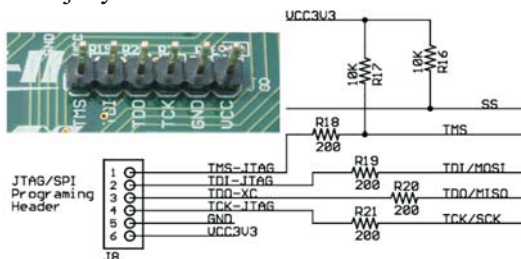 VCC3V3
10K
R17
10K
R16
SS
R18
200
TMS
TMS
TDI
TDO
TCK
GND
VCC
JTAG/SPI
Programing
Header
1 TMS-JTAG
2 TDI-JTAG
3 TDO-XC
4 TCK-JTAG
5 GND
6 VCC3V3
J8
R19
200
TDI/MOSI
R20
200
TDO/MISO
R21
200
TCK/SCK